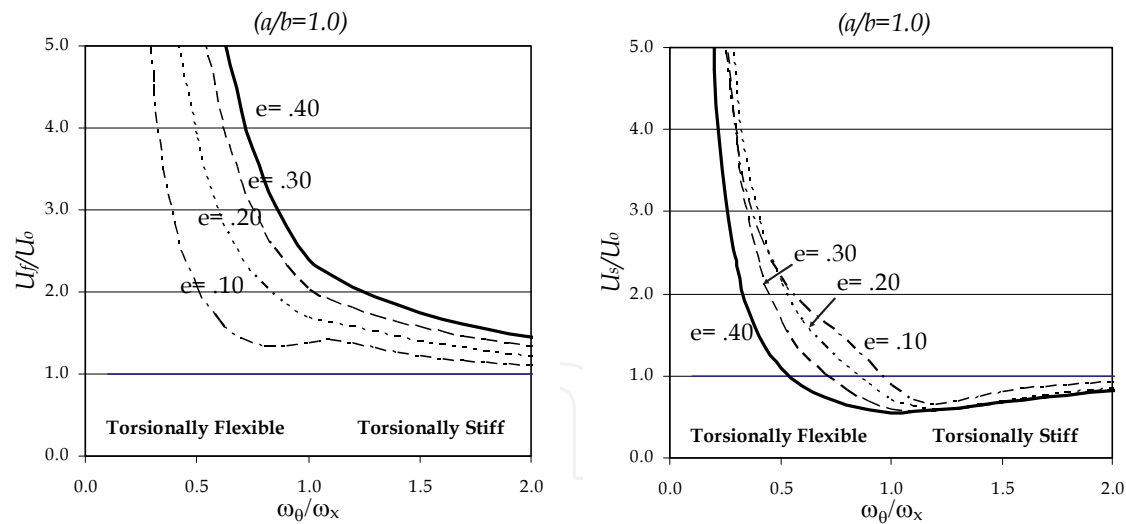 (a/b=1.0)
5.0
4.0
3.0
2.0
1.0
0.0
Uf/Uo
e= .40
e= .30
e= .20
e= .10
Torsionally Flexible
Torsionally Stiff
0.0
0.5
1.0
1.5
2.0
ωθ/ωx
(a/b=1.0)
5.0
4.0
3.0
2.0
1.0
0.0
Us/Uo
e= .30
e= .20
e= .40
e= .10
Torsionally Flexible
Torsionally Stiff
0.0
0.5
1.0
1.5
2.0
ωθ/ωx